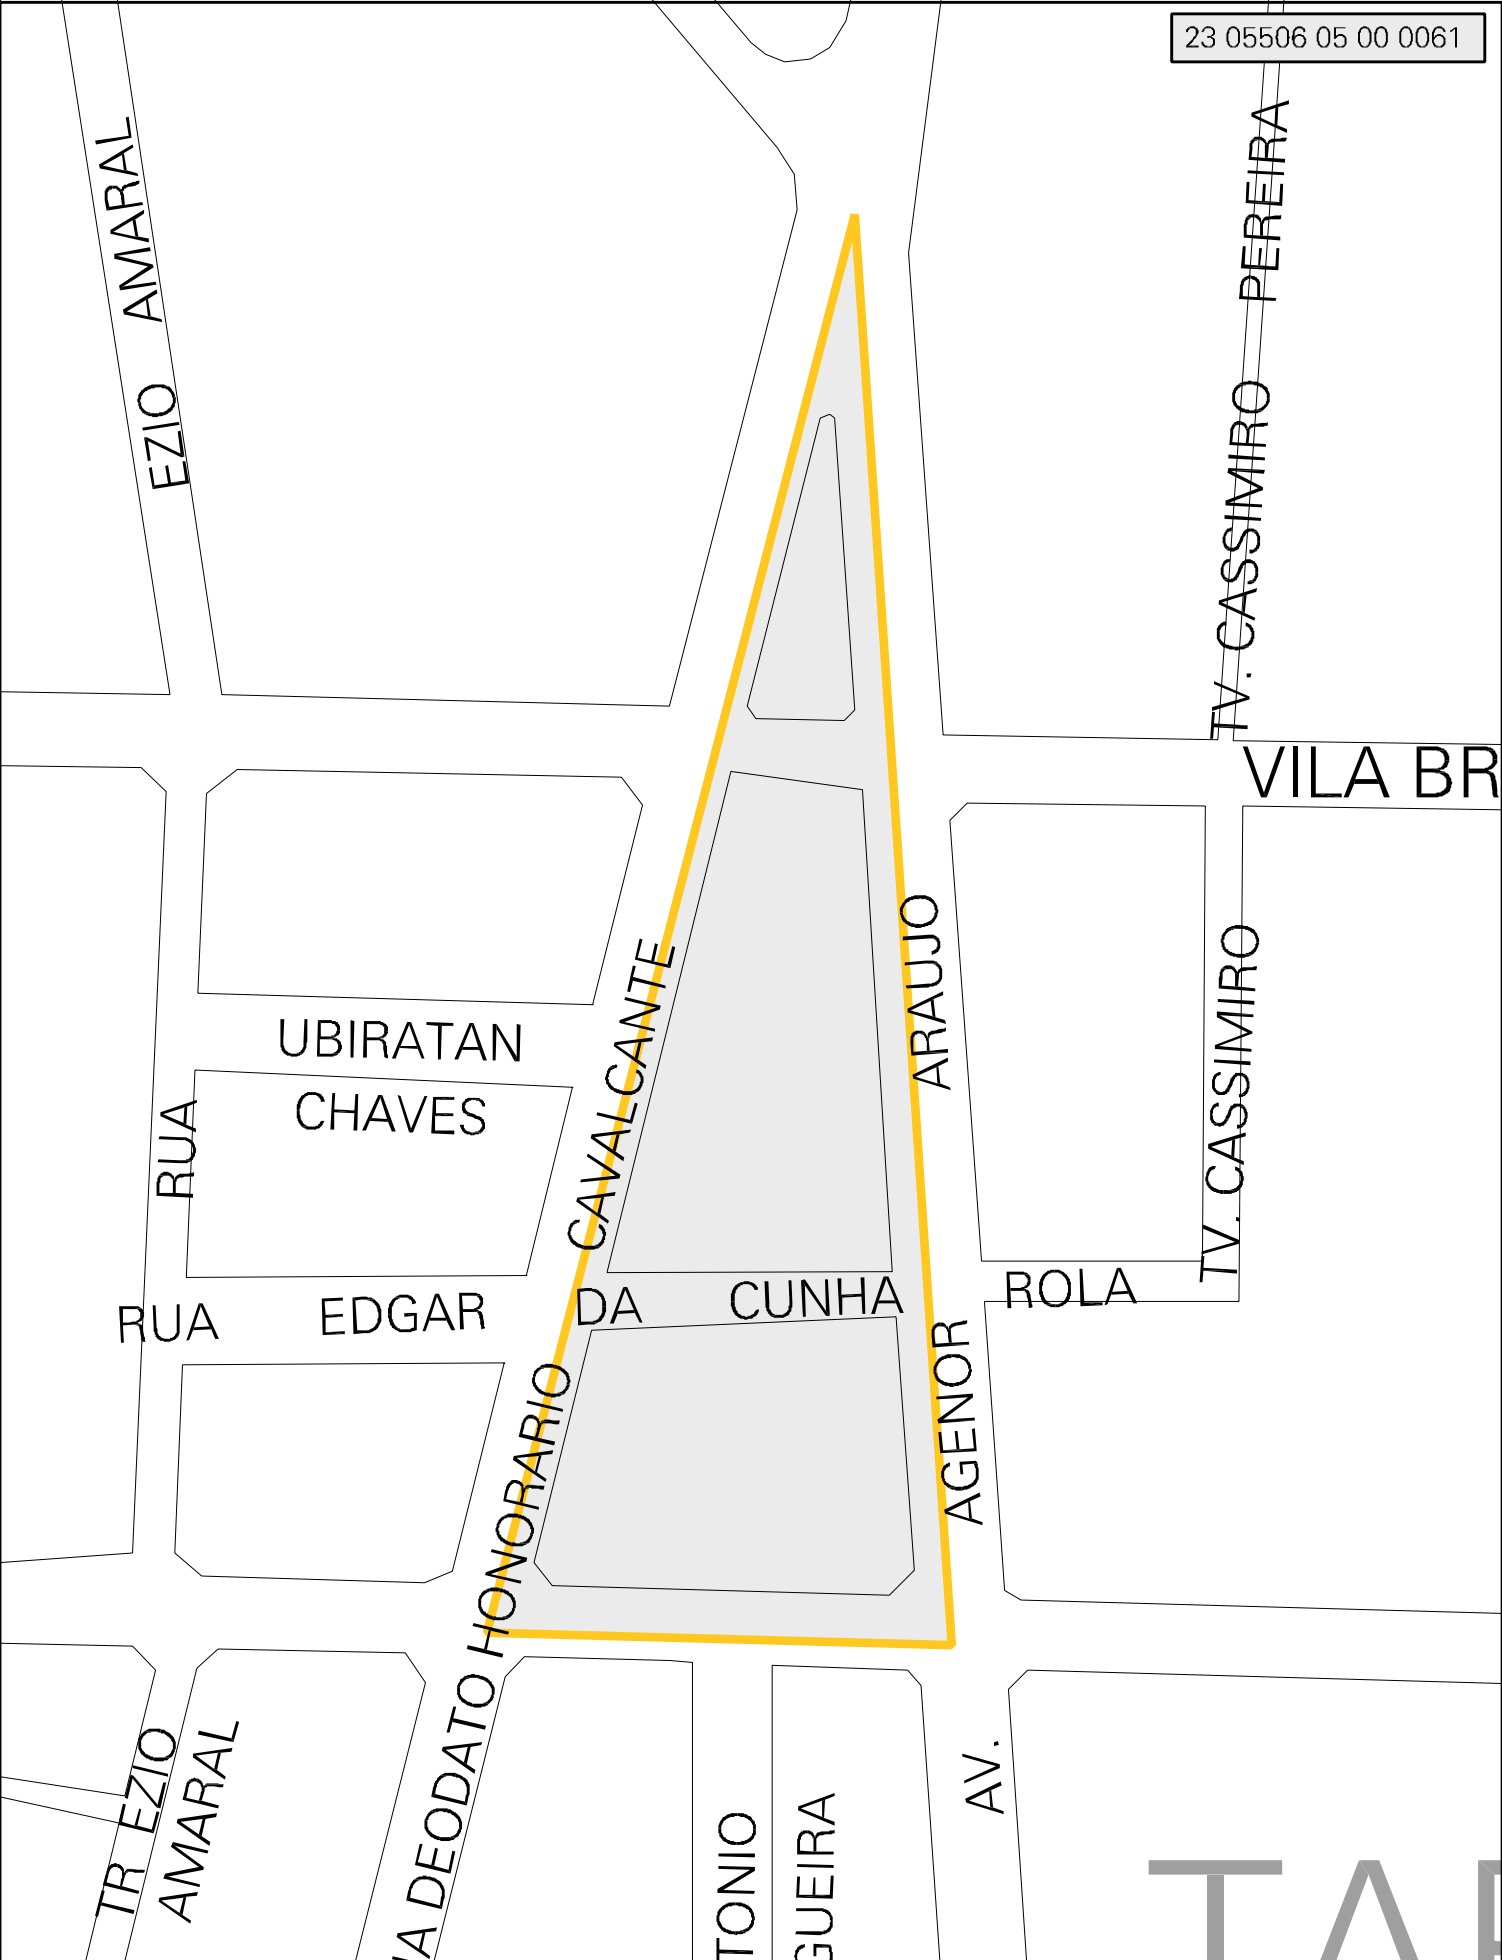 23 05506 05 00 0061
EZIO AMARAL
TV. CASSIMIRO PEREIRA
VILA BR
UBIRATAN
CHAVES
RUA
CAVALCANTE
ARAUJO
TV. CASSIMIRO
RUA EDGAR DA CUNHA ROLA
HONORARIO
AGENOR
TR EZIO
AMARAL
A DEODATO
TONIO
GUEIRA
AV.
TAB